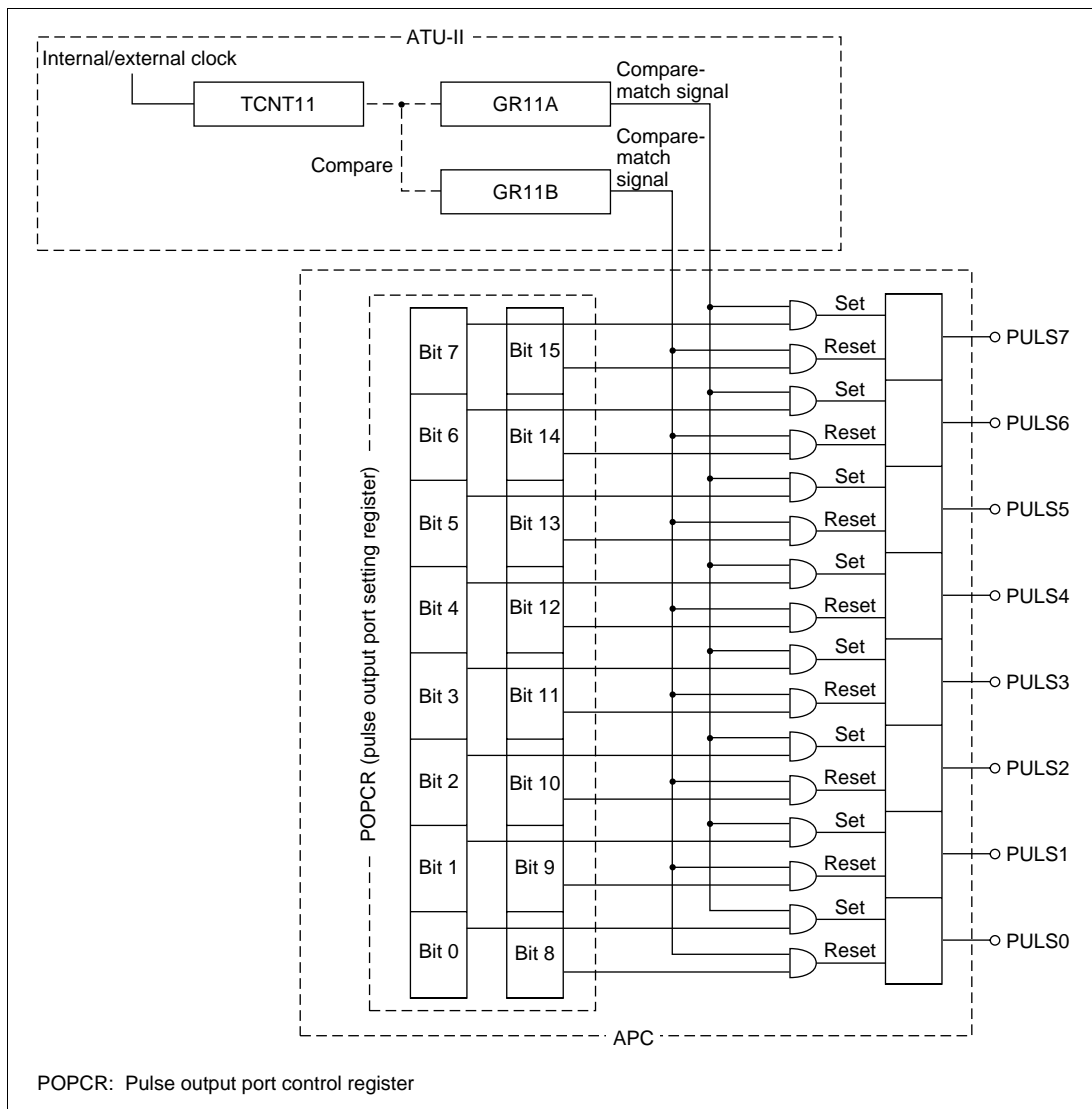 ATU-II
Internal/external clock
TCNT11
GR11A
Compare-
match signal
Compare
GR11B
Compare-
match
signal
POPCR (pulse output port setting register)
Bit 7
Bit 15
Set
Reset
PULS7
Bit 6
Bit 14
Set
Reset
PULS6
Bit 5
Bit 13
Set
Reset
PULS5
Bit 4
Bit 12
Set
Reset
PULS4
Bit 3
Bit 11
Set
Reset
PULS3
Bit 2
Bit 10
Set
Reset
PULS2
Bit 1
Bit 9
Set
Reset
PULS1
Bit 0
Bit 8
Set
Reset
PULS0
APC
POPCR: Pulse output port control register